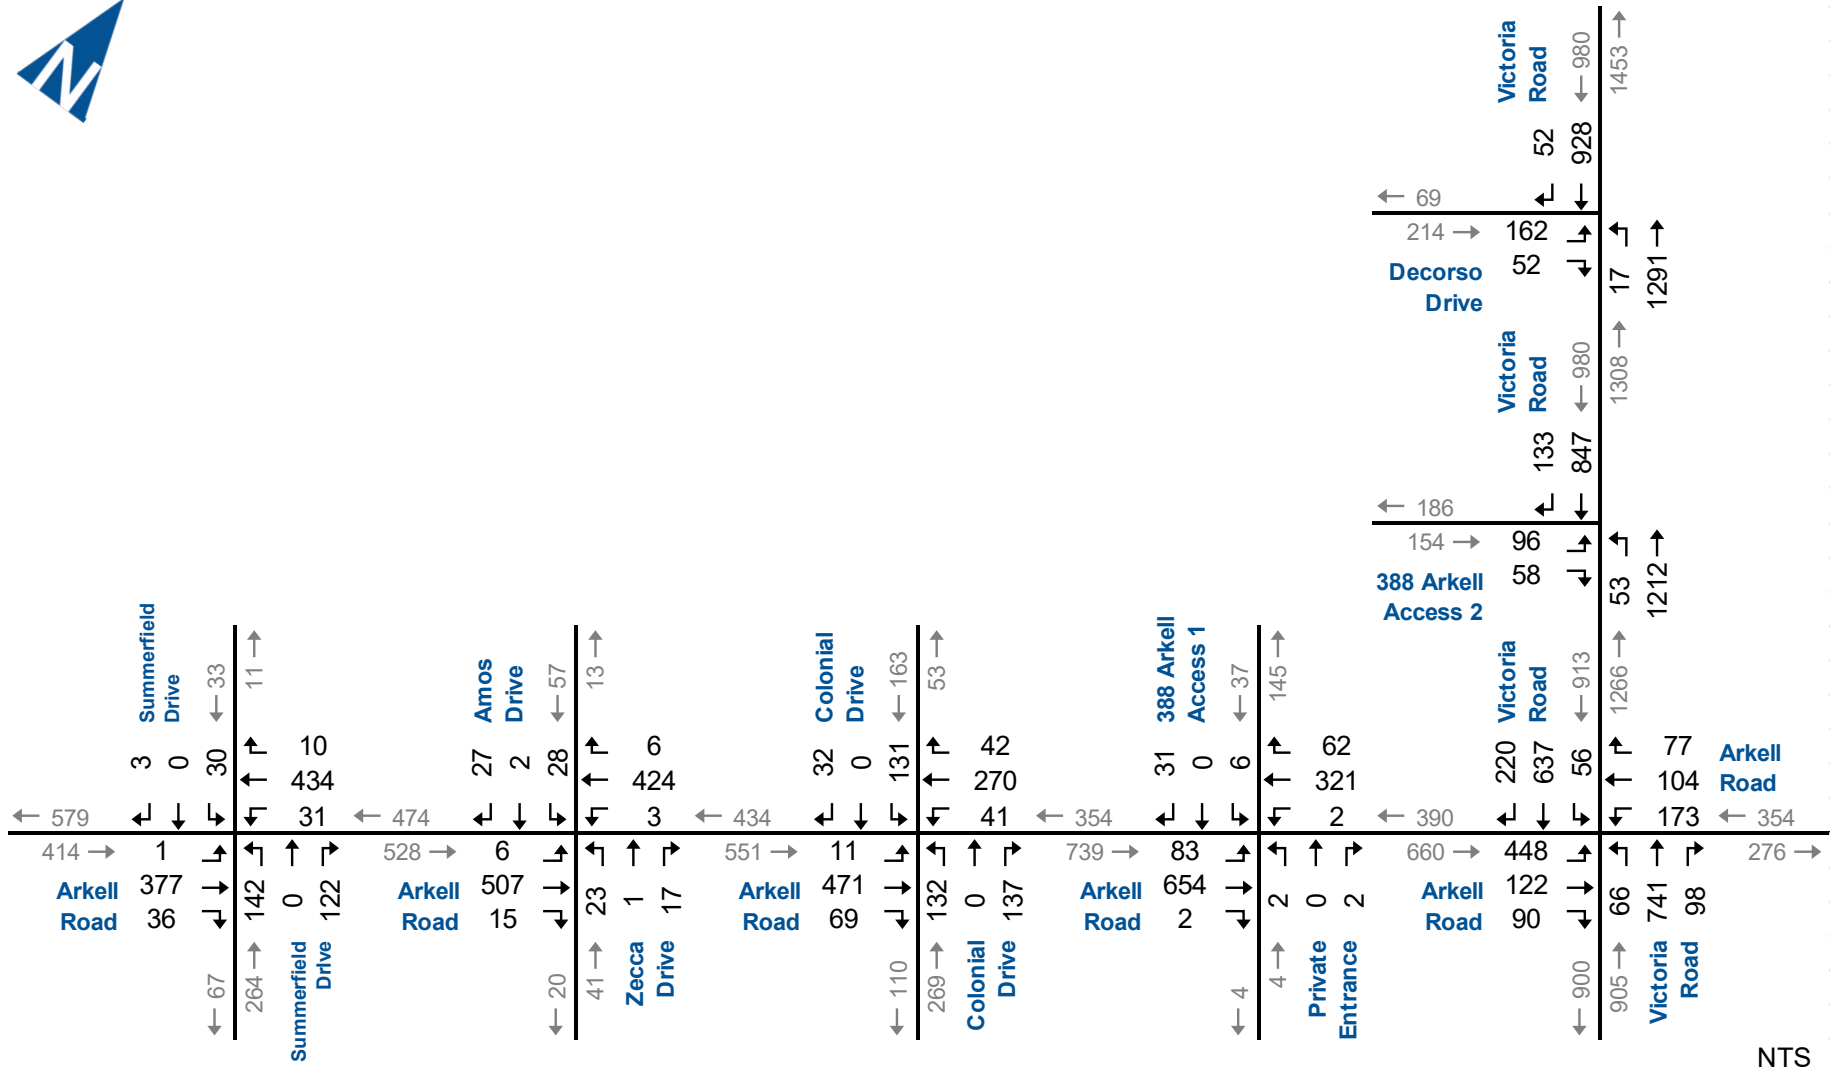 N
Victoria
Road
980
1453
52
928
69
214
162
52
Decorso
Drive
17
1291
Victoria
Road
980
1308
133
847
186
154
96
58
388 Arkell
Access 2
53
1212
Summerfield
Drive
33
11
3
0
30
10
434
31
579
414
1
377
36
Arkell
Road
142
0
122
67
264
Summerfield
Drive
Amos
Drive
57
13
27
2
28
6
424
3
474
528
6
507
15
Arkell
Road
23
1
17
20
41
Zecca
Drive
Colonial
Drive
163
53
32
0
131
42
270
41
434
551
11
471
69
Arkell
Road
132
0
137
110
269
Colonial
Drive
388 Arkell
Access 1
37
145
31
0
6
62
321
2
354
739
83
654
2
Arkell
Road
2
0
2
4
4
Private
Entrance
Victoria
Road
913
1266
220
637
56
77
104
173
Arkell
Road
354
390
660
448
122
90
Arkell
Road
66
741
98
276
900
905
Victoria
Road
NTS